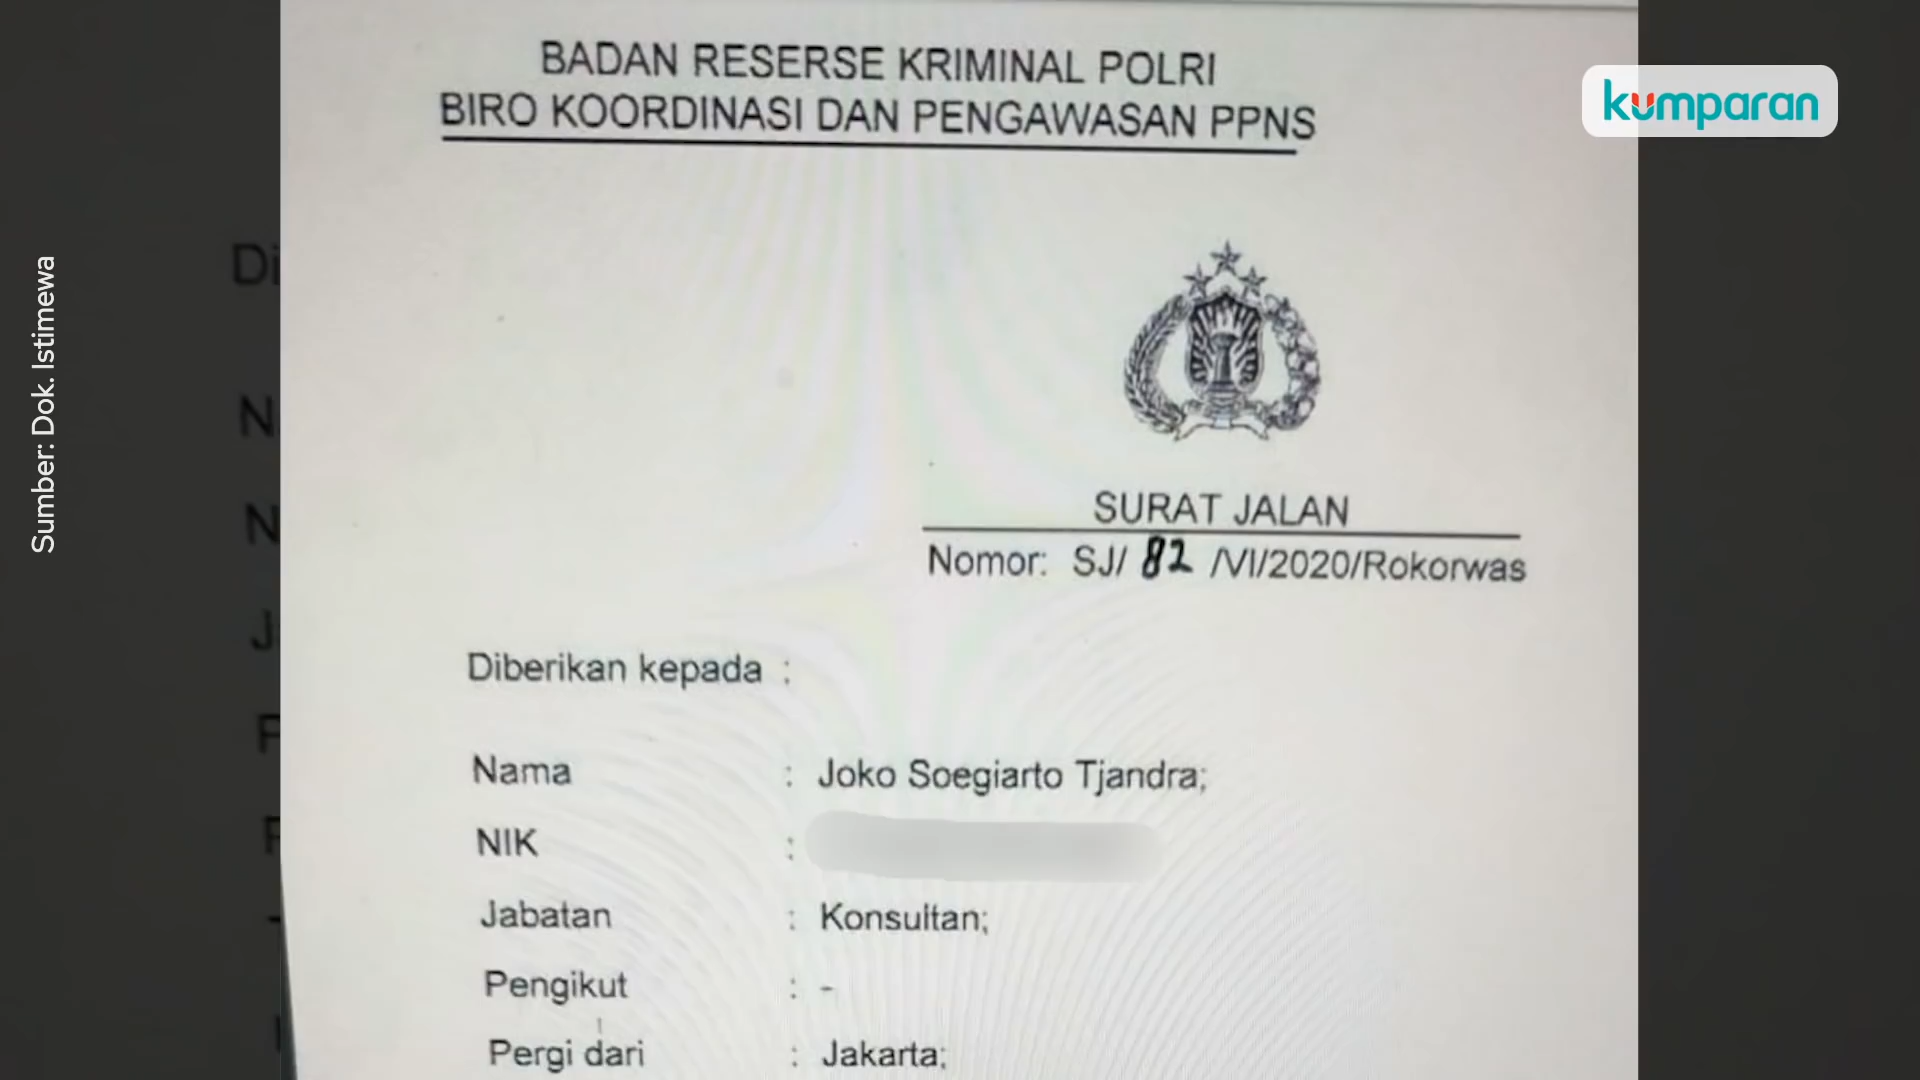 BADAN RESERSE KRIMINAL POLRI
BIRO KOORDINASI DAN PENGAWASAN PPNS
kumparan
SURAT JALAN
Nomor: SJ/ 82 /VI/2020/Rokorwas
Diberikan kepada :
Nama : Joko Soegiarto Tjandra;
NIK :
Jabatan : Konsultan;
Pengikut : -
Pergi dari : Jakarta;
Sumber: Dok. Istimewa
Di
N
N
J
P